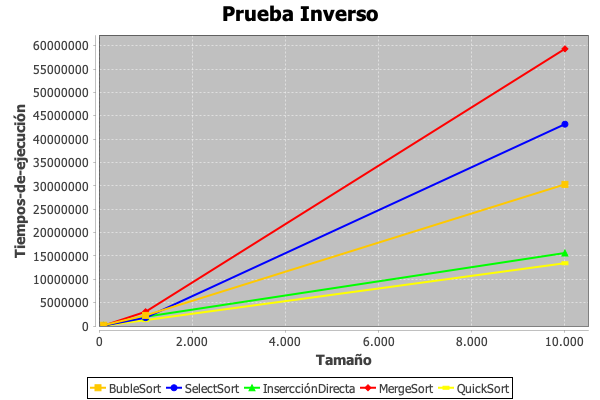 Prueba Inverso
Tiempos-de-ejecución
60000000
55000000
50000000
45000000
40000000
35000000
30000000
25000000
20000000
15000000
10000000
5000000
0
0 2.000 4.000 6.000 8.000 10.000
Tamaño
BubleSort SelectSort InsercciónDirecta MergeSort QuickSort